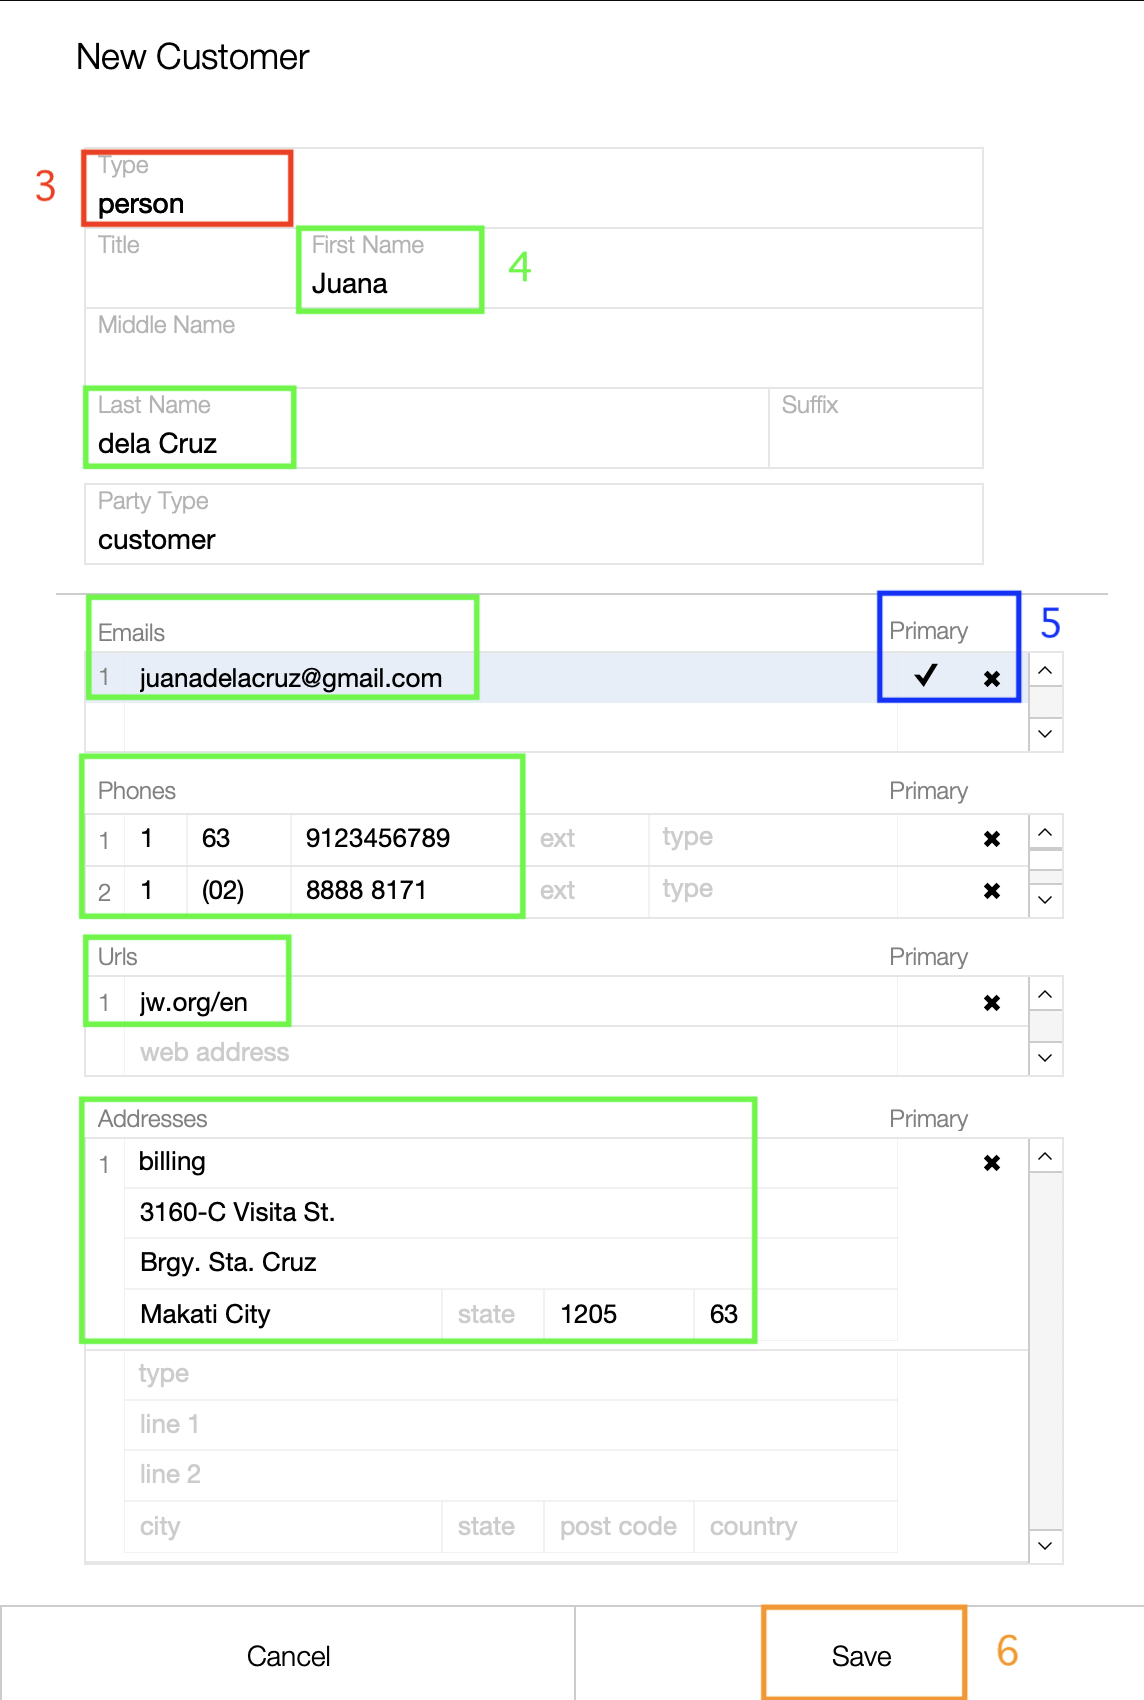 New Customer
3
Type
person
Title
First Name
Juana
4
Middle Name
Last Name
dela Cruz
Suffix
Party Type
customer
Emails
Primary
5
1 juanadelacruz@gmail.com ✓ ✖
Phones
Primary
1 1 63 9123456789 ext type ✖
2 1 (02) 8888 8171 ext type ✖
Urls
Primary
1 jw.org/en ✖
web address
Addresses
Primary
1 billing ✖
3160-C Visita St.
Brgy. Sta. Cruz
Makati City state 1205 63
type
line 1
line 2
city state post code country
Cancel
Save
6